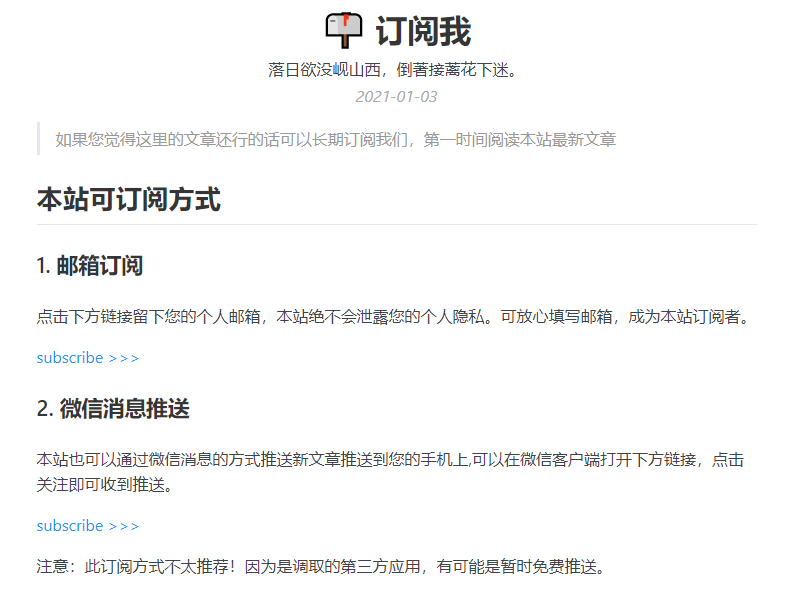 订阅我
落日欲没岘山西，倒著接蓠花下迷。
2021-01-03
如果您觉得这里的文章还行的话可以长期订阅我们，第一时间阅读本站最新文章
本站可订阅方式
1. 邮箱订阅
点击下方链接留下您的个人邮箱，本站绝不会泄露您的个人隐私。可放心填写邮箱，成为本站订阅者。
subscribe >>>
2. 微信消息推送
本站也可以通过微信消息的方式推送新文章推送到您的手机上,可以在微信客户端打开下方链接，点击
关注即可收到推送。
subscribe >>>
注意：此订阅方式不太推荐！因为是调取的第三方应用，有可能是暂时免费推送。